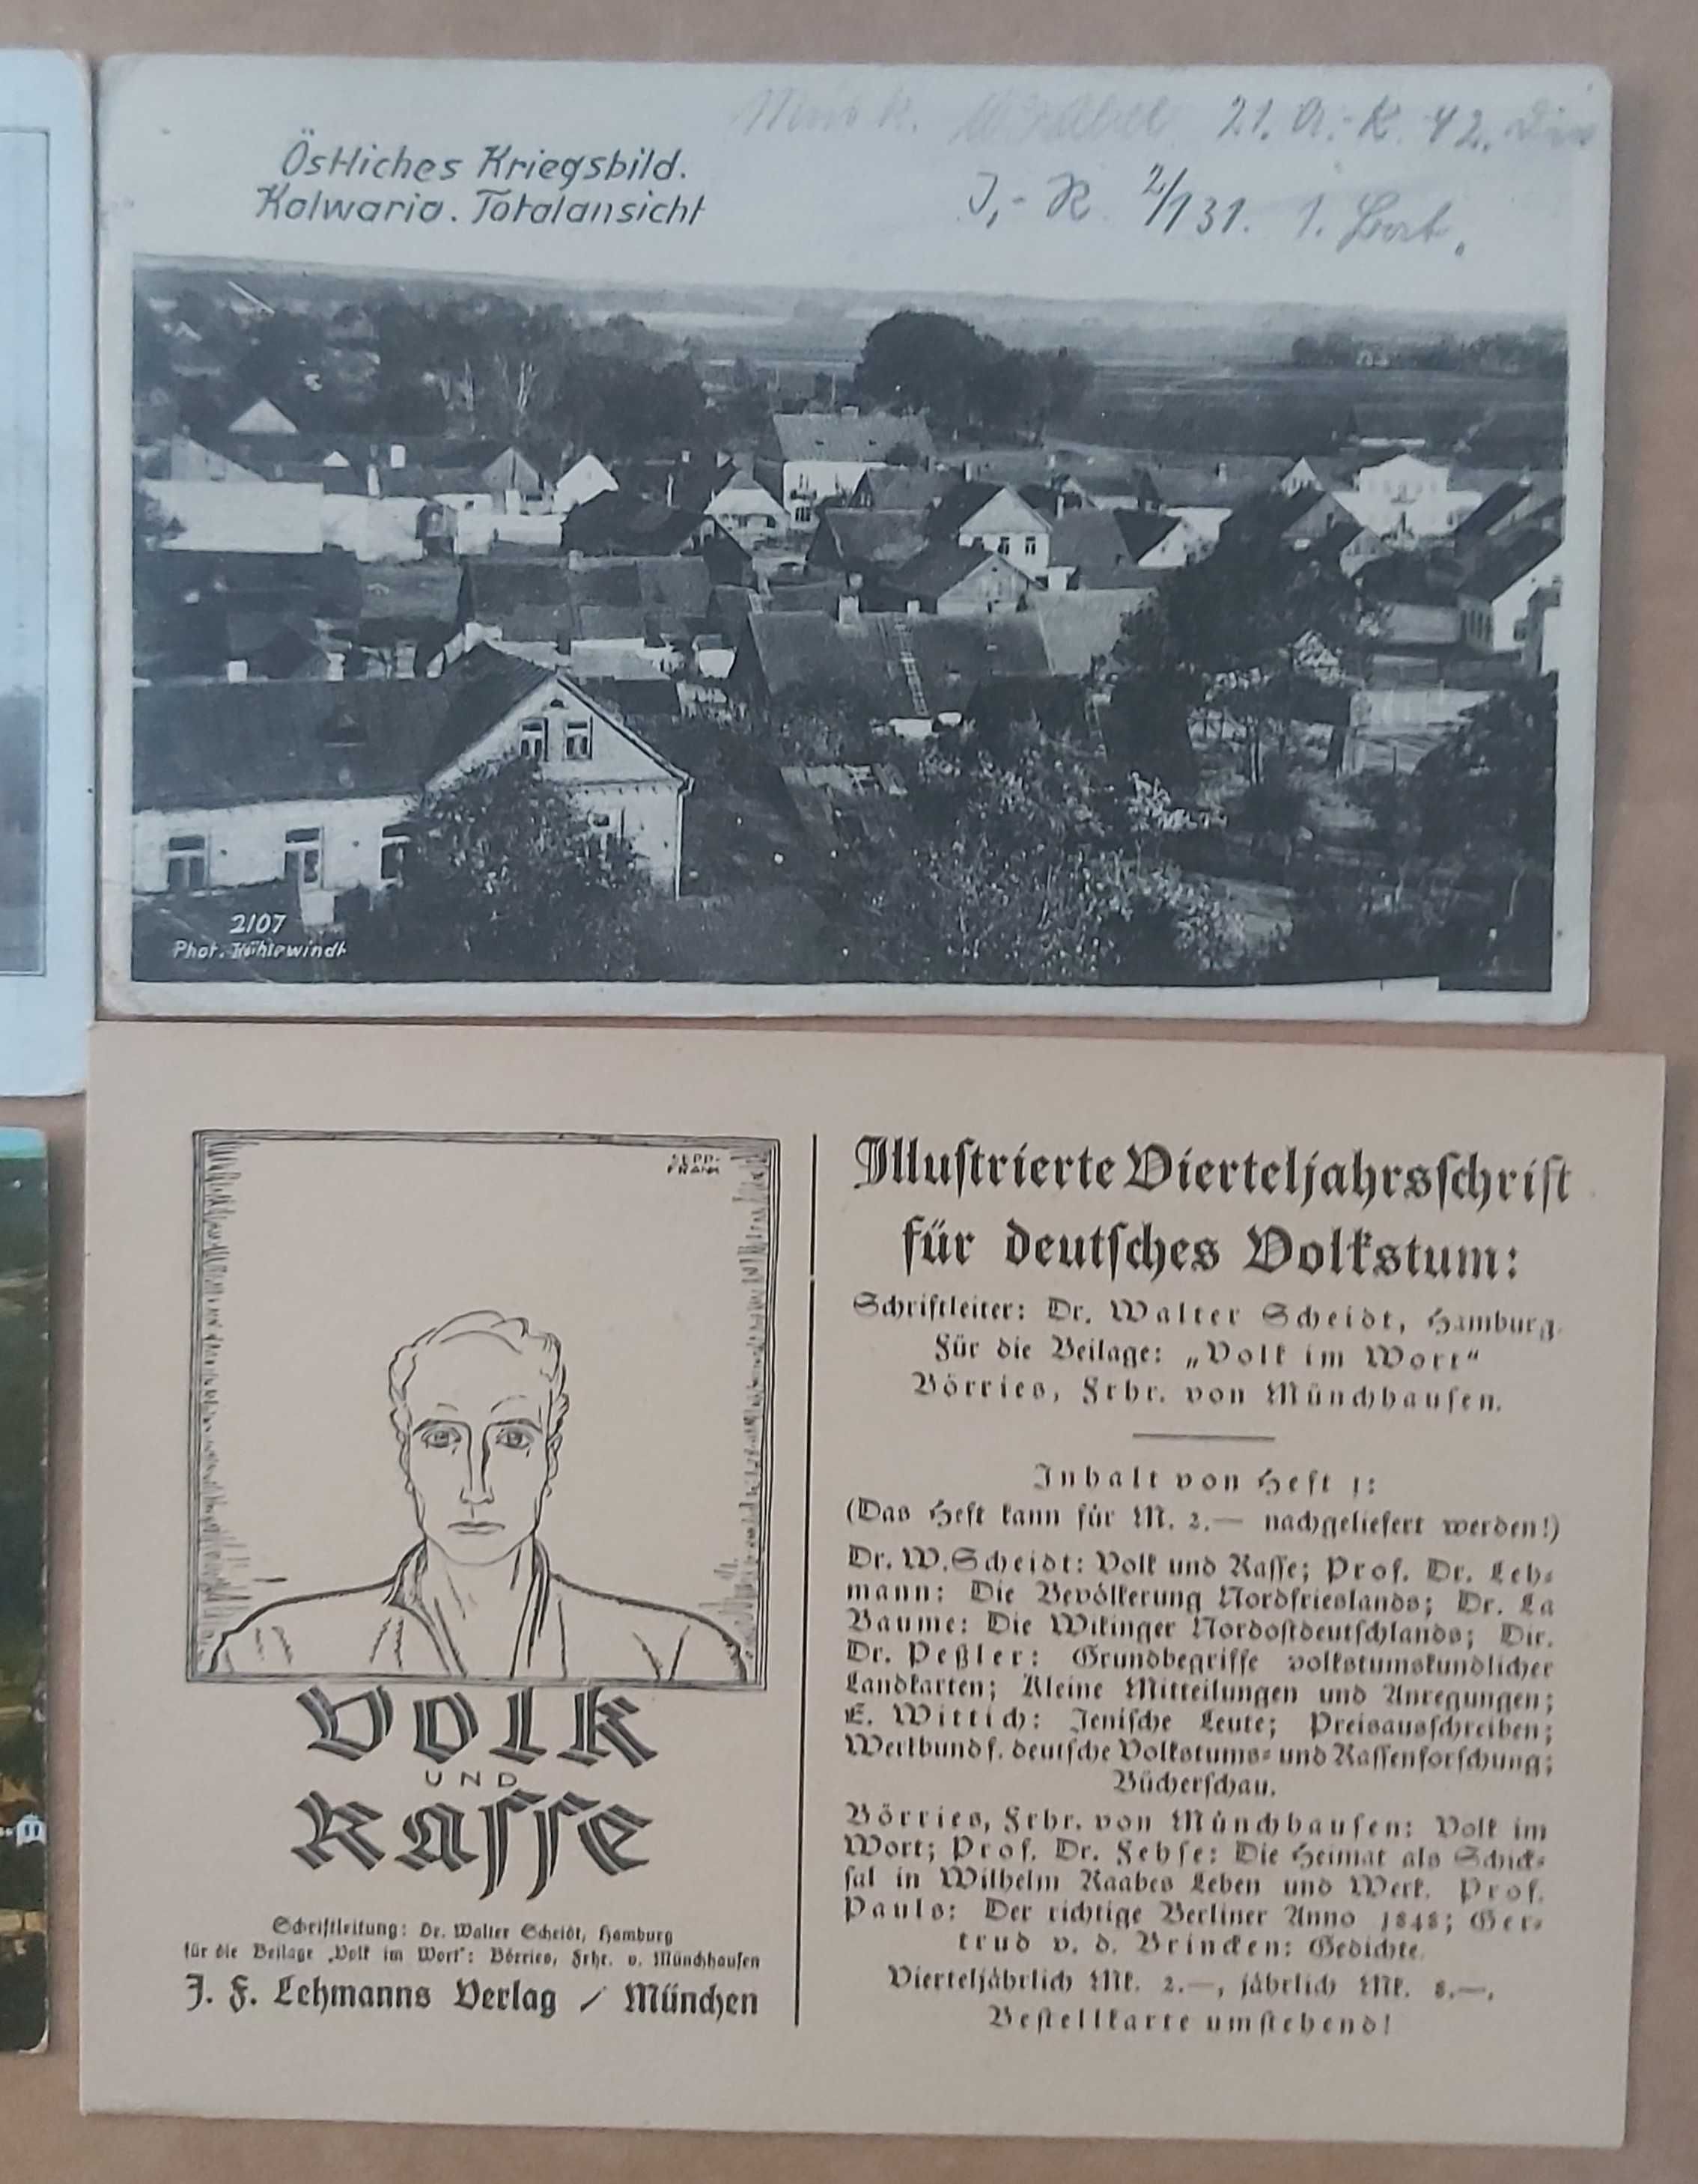 Östliches Kriegsbild.
Kalwaria. Totalansicht
21. A.-K. 42. Div
I.-R. 2/131. 1. Lort.
2107
Phot. Kühlewindt
SEPP-
FRANK
Volk
UND
Rasse
Schriftleitung: Dr. Walter Scheidt, Hamburg
für die Beilage „Volk im Wort“: Börries, Frhr. v. Münchhausen
J. F. Lehmanns Verlag / München
Illustrierte Vierteljahrsschrift
für deutsches Volkstum:
Schriftleiter: Dr. Walter Scheidt, Hamburg.
Für die Beilage: „Volk im Wort“
Börries, Frhr. von Münchhausen.
Inhalt von Heft 1:
(Das Heft kann für M. 2.— nachgeliefert werden!)
Dr. W. Scheidt: Volk und Rasse; Prof. Dr. Leh-
mann: Die Bevölkerung Nordfrieslands; Dr. La
Baume: Die Wikinger Nordostdeutschlands; Dir.
Dr. Peßler: Grundbegriffe volkstumskundlicher
Landkarten; Kleine Mitteilungen und Anregungen;
E. Wittich: Jenische Leute; Preisausschreiben;
Werkbund f. deutsche Volkstums- und Rassenforschung;
Bücherschau.
Börries, Frhr. von Münchhausen: Volk im
Wort; Prof. Dr. Fehse: Die Heimat als Schick-
sal in Wilhelm Raabes Leben und Werk. Prof.
Pauls: Der richtige Berliner Anno 1848; Ger-
trud v. d. Brincken: Gedichte.
Vierteljährlich Mk. 2.—, jährlich Mk. 8.—.
Bestellkarte umstehend!